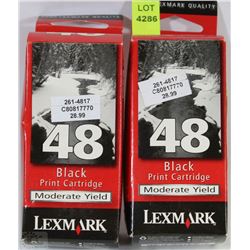 LOT
4286
LEXMARK QUALITY
261-4817
C80817770
28.99
48
Black
Print Cartridge
Moderate Yield
LEXMARK
261-4817
C80817770
28.99
48
Black
Print Cartridge
Moderate Yield
LEXMARK